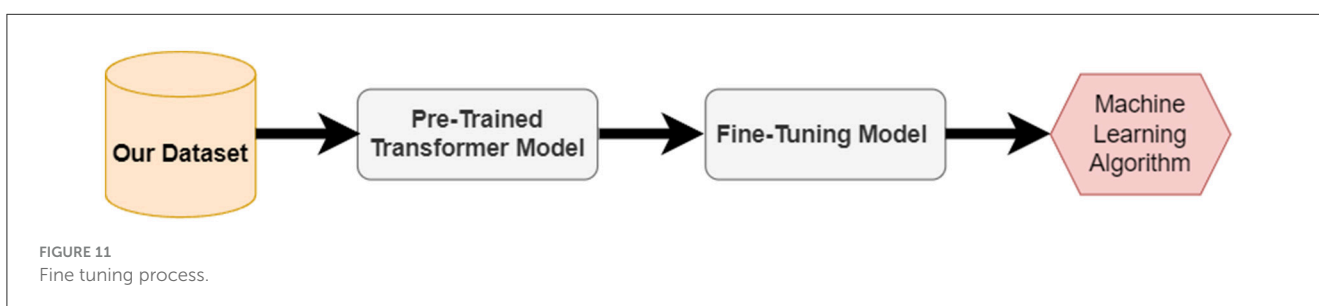 Our Dataset
Pre-Trained
Transformer Model
Fine-Tuning Model
Machine
Learning
Algorithm
FIGURE 11
Fine tuning process.